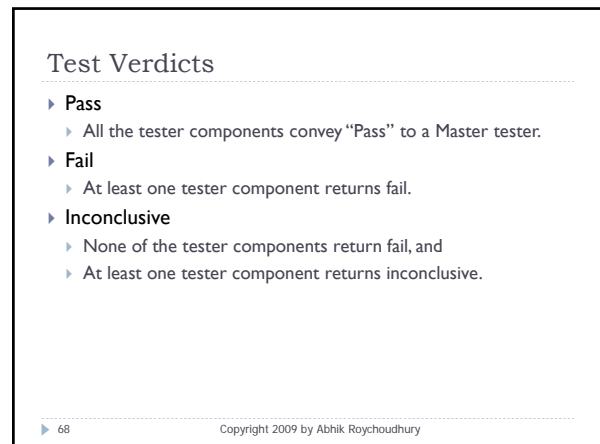 Test Verdicts
Pass
All the tester components convey “Pass” to a Master tester.
Fail
At least one tester component returns fail.
Inconclusive
None of the tester components return fail, and
At least one tester component returns inconclusive.
68 Copyright 2009 by Abhik Roychoudhury